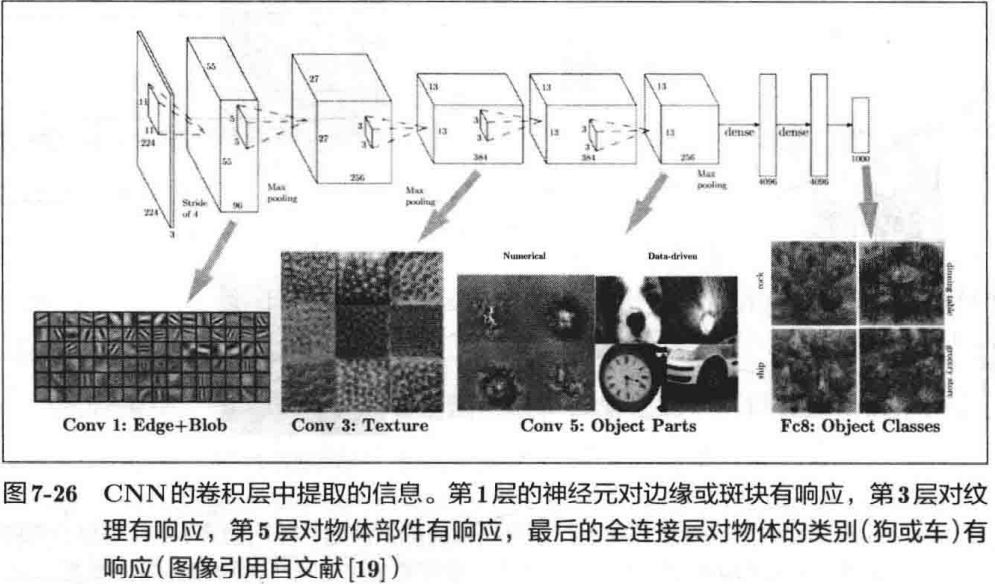 55
27
13
13
13
11
11
224
5
5
55
27
3
3
13
3
3
13
3
3
13
dense
dense
224
3
Stride
of 4
96
Max
pooling
256
Max
pooling
384
384
256
Max
pooling
4096
4096
1000
Numerical
Data-driven
rock
dinning table
ship
grocery store
Conv 1: Edge+Blob
Conv 3: Texture
Conv 5: Object Parts
Fc8: Object Classes
图7-26 CNN的卷积层中提取的信息。第1层的神经元对边缘或斑块有响应，第3层对纹
理有响应，第5层对物体部件有响应，最后的全连接层对物体的类别(狗或车)有
响应(图像引用自文献[19])